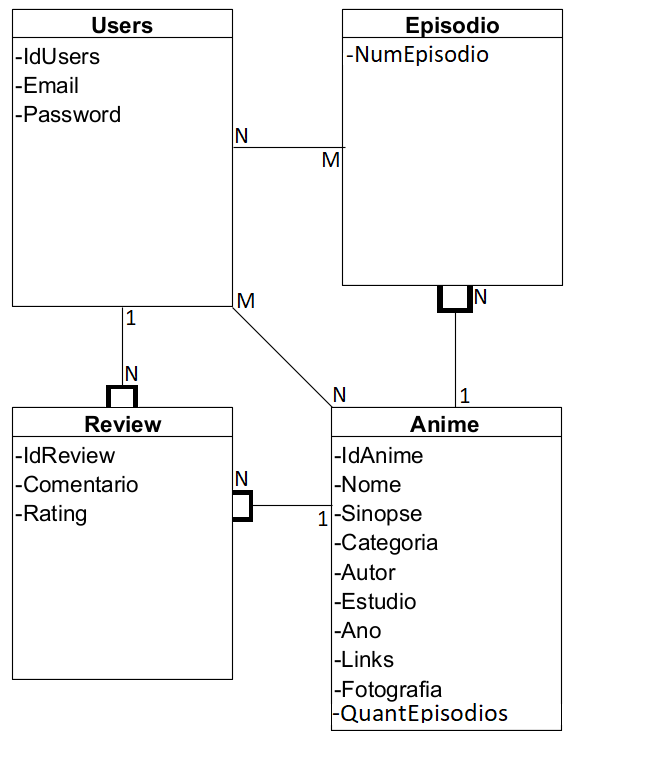 Users
-IdUsers
-Email
-Password
Episodio
-NumEpisodio
N
M
M
N
1
N
N
1
N
1
Review
-IdReview
-Comentario
-Rating
Anime
-IdAnime
-Nome
-Sinopse
-Categoria
-Autor
-Estudio
-Ano
-Links
-Fotografia
-QuantEpisodios